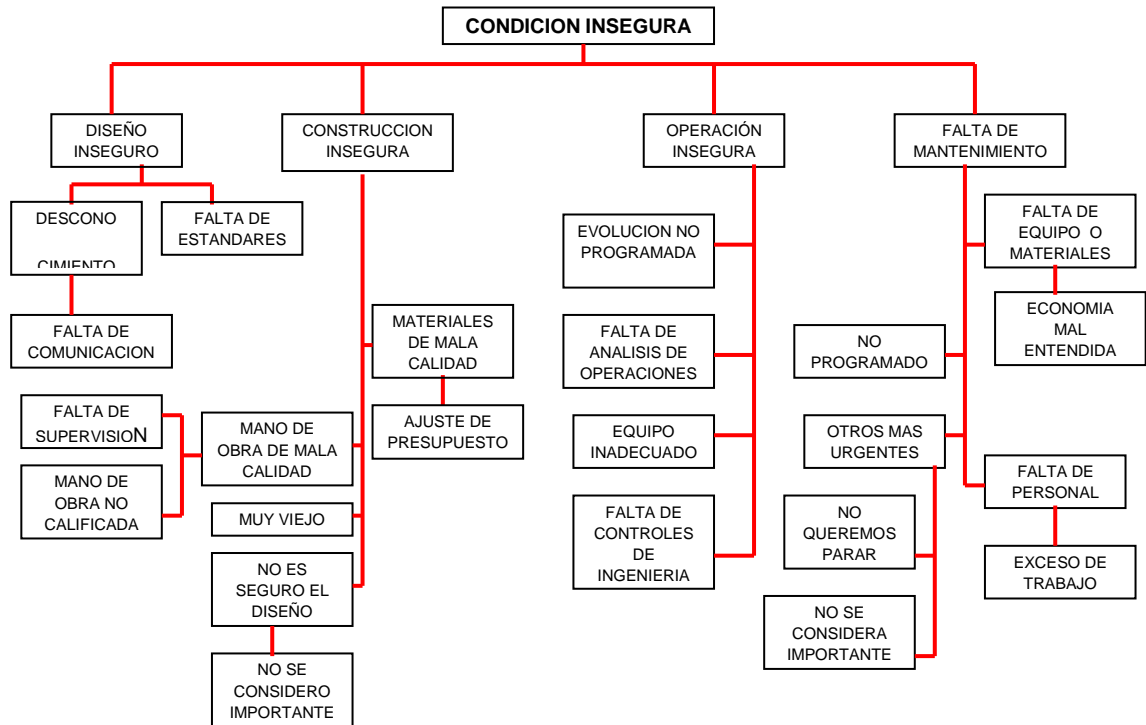 CONDICION INSEGURA
DISEÑO
INSEGURO
CONSTRUCCION
INSEGURA
OPERACIÓN
INSEGURA
FALTA DE
MANTENIMIENTO
DESCONO
CIMIENTO
FALTA DE
ESTANDARES
FALTA DE
COMUNICACION
MATERIALES
DE MALA
CALIDAD
AJUSTE DE
PRESUPUESTO
FALTA DE
SUPERVISION
MANO DE
OBRA NO
CALIFICADA
MANO DE
OBRA DE MALA
CALIDAD
MUY VIEJO
NO ES
SEGURO EL
DISEÑO
NO SE
CONSIDERO
IMPORTANTE
EVOLUCION NO
PROGRAMADA
FALTA DE
ANALISIS DE
OPERACIONES
EQUIPO
INADECUADO
FALTA DE
CONTROLES
DE
INGENIERIA
FALTA DE
EQUIPO O
MATERIALES
ECONOMIA
MAL
ENTENDIDA
NO
PROGRAMADO
OTROS MAS
URGENTES
NO
QUEREMOS
PARAR
NO SE
CONSIDERA
IMPORTANTE
FALTA DE
PERSONAL
EXCESO DE
TRABAJO